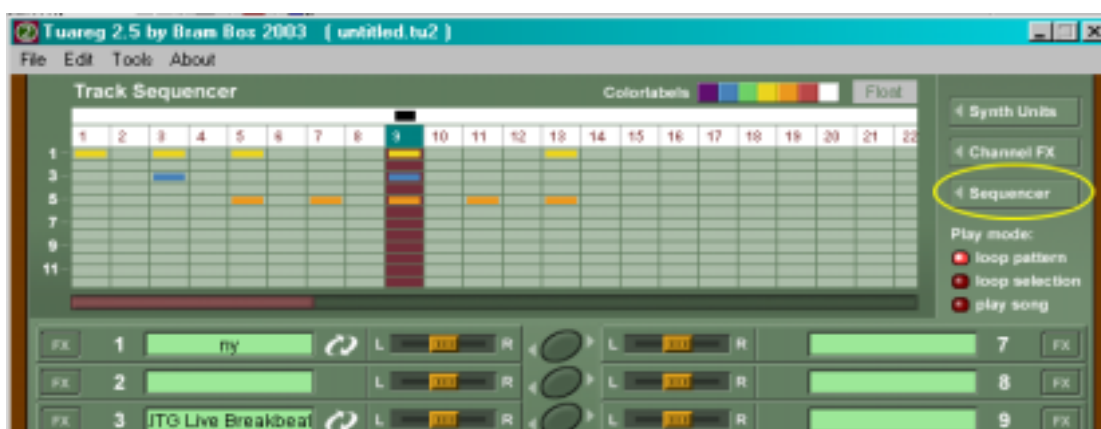 Tuareg 2.5 by Bram Bos 2003 ( untitled.tu2 )
File Edit Tools About
Track Sequencer
Colorlabels
Float
1 2 3 4 5 6 7 8 9 10 11 12 13 14 15 16 17 18 19 20 21 22
1
3
5
7
9
11
Synth Units
Channel FX
Sequencer
Play mode:
loop pattern
loop selection
play song
FX 1 ny L R L R 7 FX
FX 2 L R L R 8 FX
FX 3 JTG Live Breakbeat L R L R 9 FX